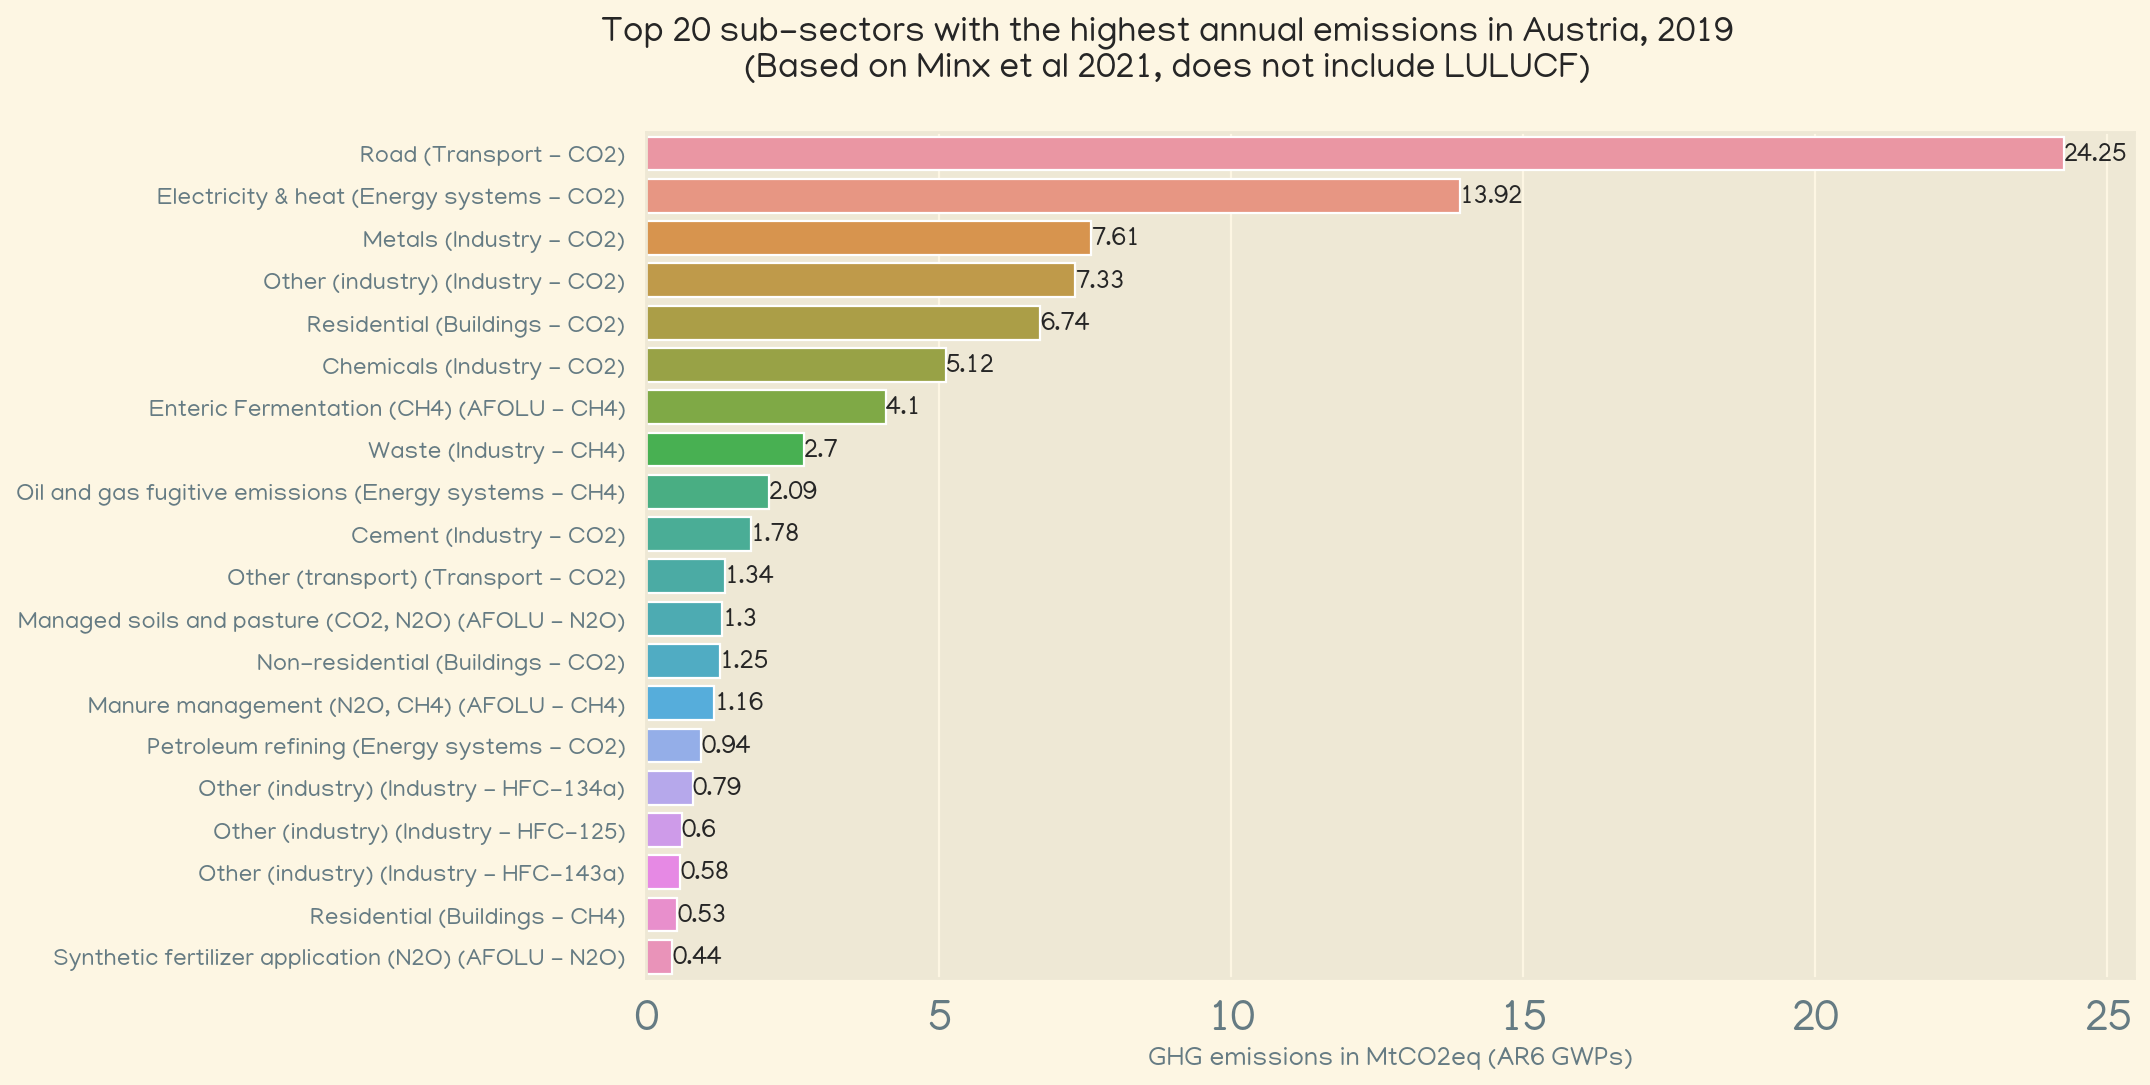 Top 20 sub-sectors with the highest annual emissions in Austria, 2019
(Based on Minx et al 2021, does not include LULUCF)
Road (Transport - CO2) 24.25
Electricity & heat (Energy systems - CO2) 13.92
Metals (Industry - CO2) 7.61
Other (industry) (Industry - CO2) 7.33
Residential (Buildings - CO2) 6.74
Chemicals (Industry - CO2) 5.12
Enteric Fermentation (CH4) (AFOLU - CH4) 4.1
Waste (Industry - CH4) 2.7
Oil and gas fugitive emissions (Energy systems - CH4) 2.09
Cement (Industry - CO2) 1.78
Other (transport) (Transport - CO2) 1.34
Managed soils and pasture (CO2, N2O) (AFOLU - N2O) 1.3
Non-residential (Buildings - CO2) 1.25
Manure management (N2O, CH4) (AFOLU - CH4) 1.16
Petroleum refining (Energy systems - CO2) 0.94
Other (industry) (Industry - HFC-134a) 0.79
Other (industry) (Industry - HFC-125) 0.6
Other (industry) (Industry - HFC-143a) 0.58
Residential (Buildings - CH4) 0.53
Synthetic fertilizer application (N2O) (AFOLU - N2O) 0.44
0 5 10 15 20 25
GHG emissions in MtCO2eq (AR6 GWPs)